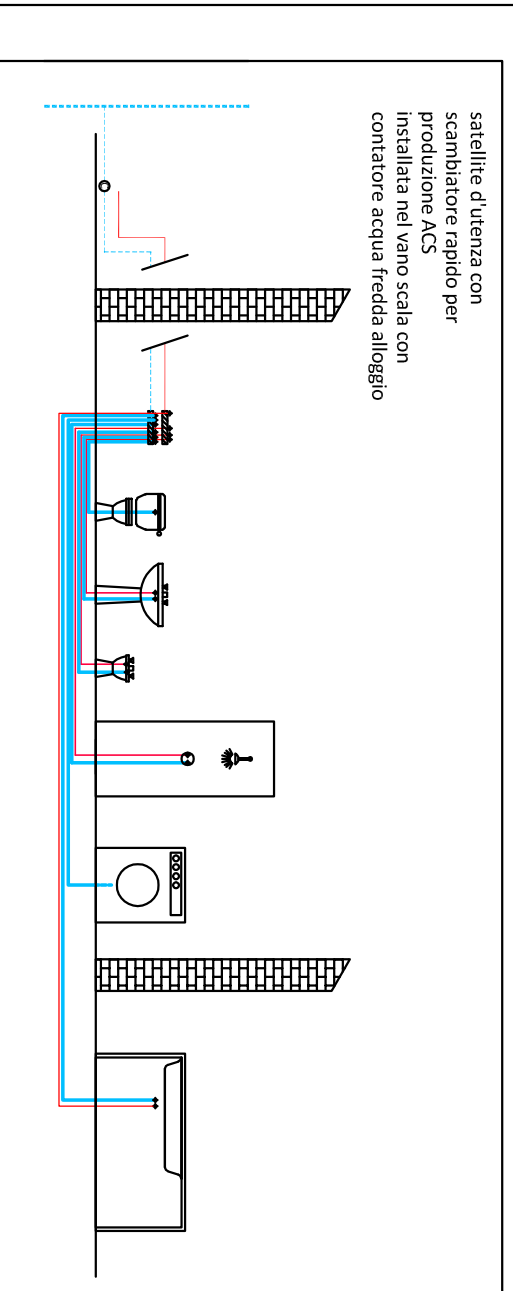 satellite d'utenza con
scambiatore rapido per
produzione ACS
installata nel vano scala con
contatore acqua fredda alloggio